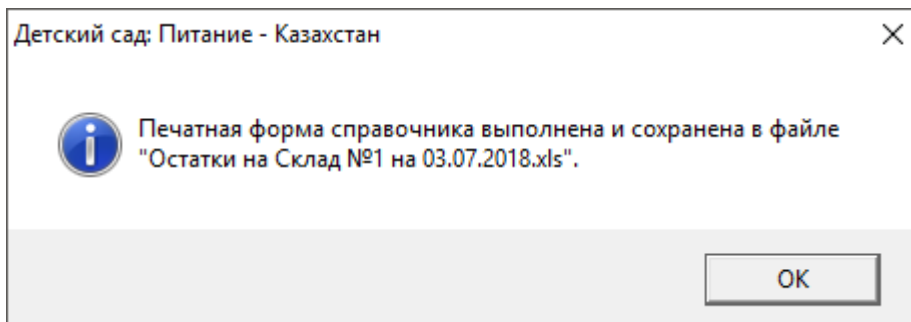 Детский сад: Питание - Казахстан
Печатная форма справочника выполнена и сохранена в файле
"Остатки на Склад №1 на 03.07.2018.xls".
OK